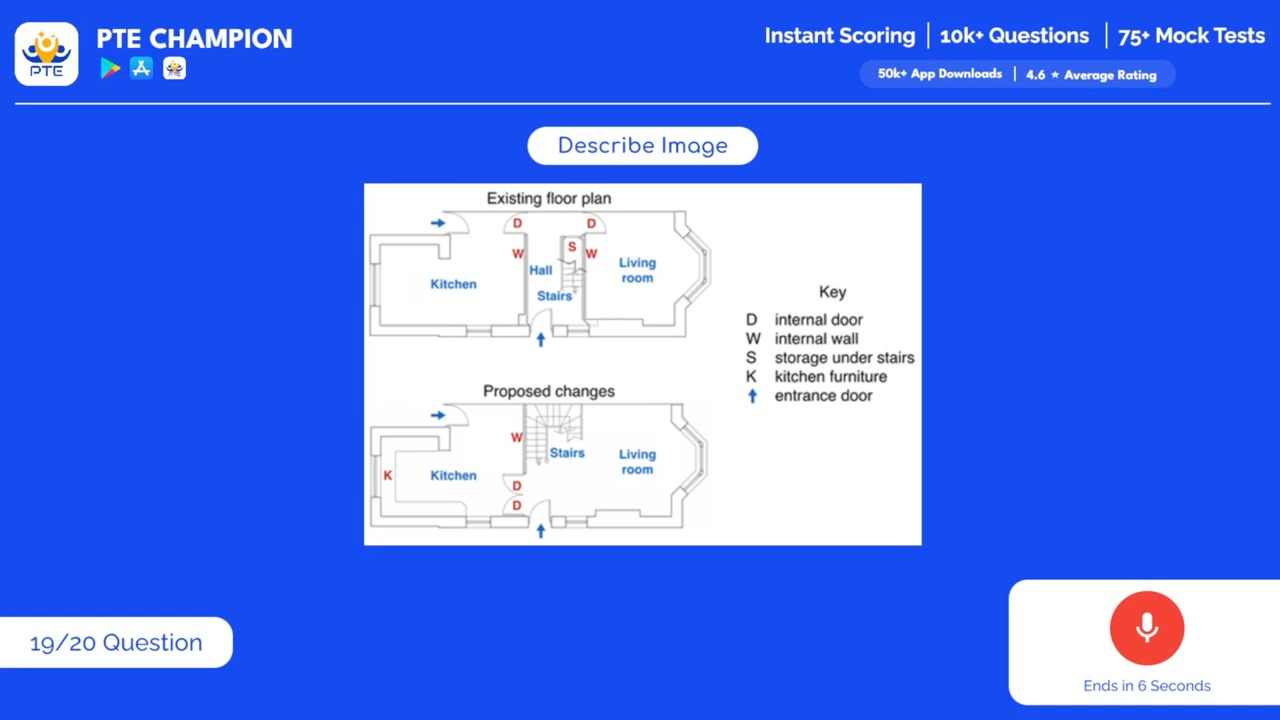 PTE CHAMPION
PTE
Instant Scoring | 10k+ Questions | 75+ Mock Tests
50k+ App Downloads | 4.6 ★ Average Rating
Describe Image
Existing floor plan
D
D
W
S
W
Hall
Living
room
Kitchen
Stairs
Key
D internal door
W internal wall
S storage under stairs
K kitchen furniture
↑ entrance door
Proposed changes
W
Stairs
Living
room
K
Kitchen
D
D
19/20 Question
Ends in 6 Seconds